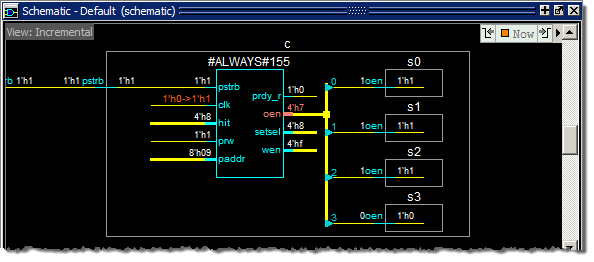 Schematic - Default (schematic)
View: Incremental
Now
c
#ALWAYS#155
s0
rb 1'h1 1'h1 pstrb 1'h1 1'h1
pstrb
1'h0->1'h1
clk
4'h8
hit
1'h1
prw
8'h09
paddr
prdy_r 1'h0
oen 4'h7
setsel 4'h8
wen 4'hf
0 1oen 1'h1
s1
1 1oen 1'h1
s2
2 1oen 1'h1
s3
3 0oen 1'h0